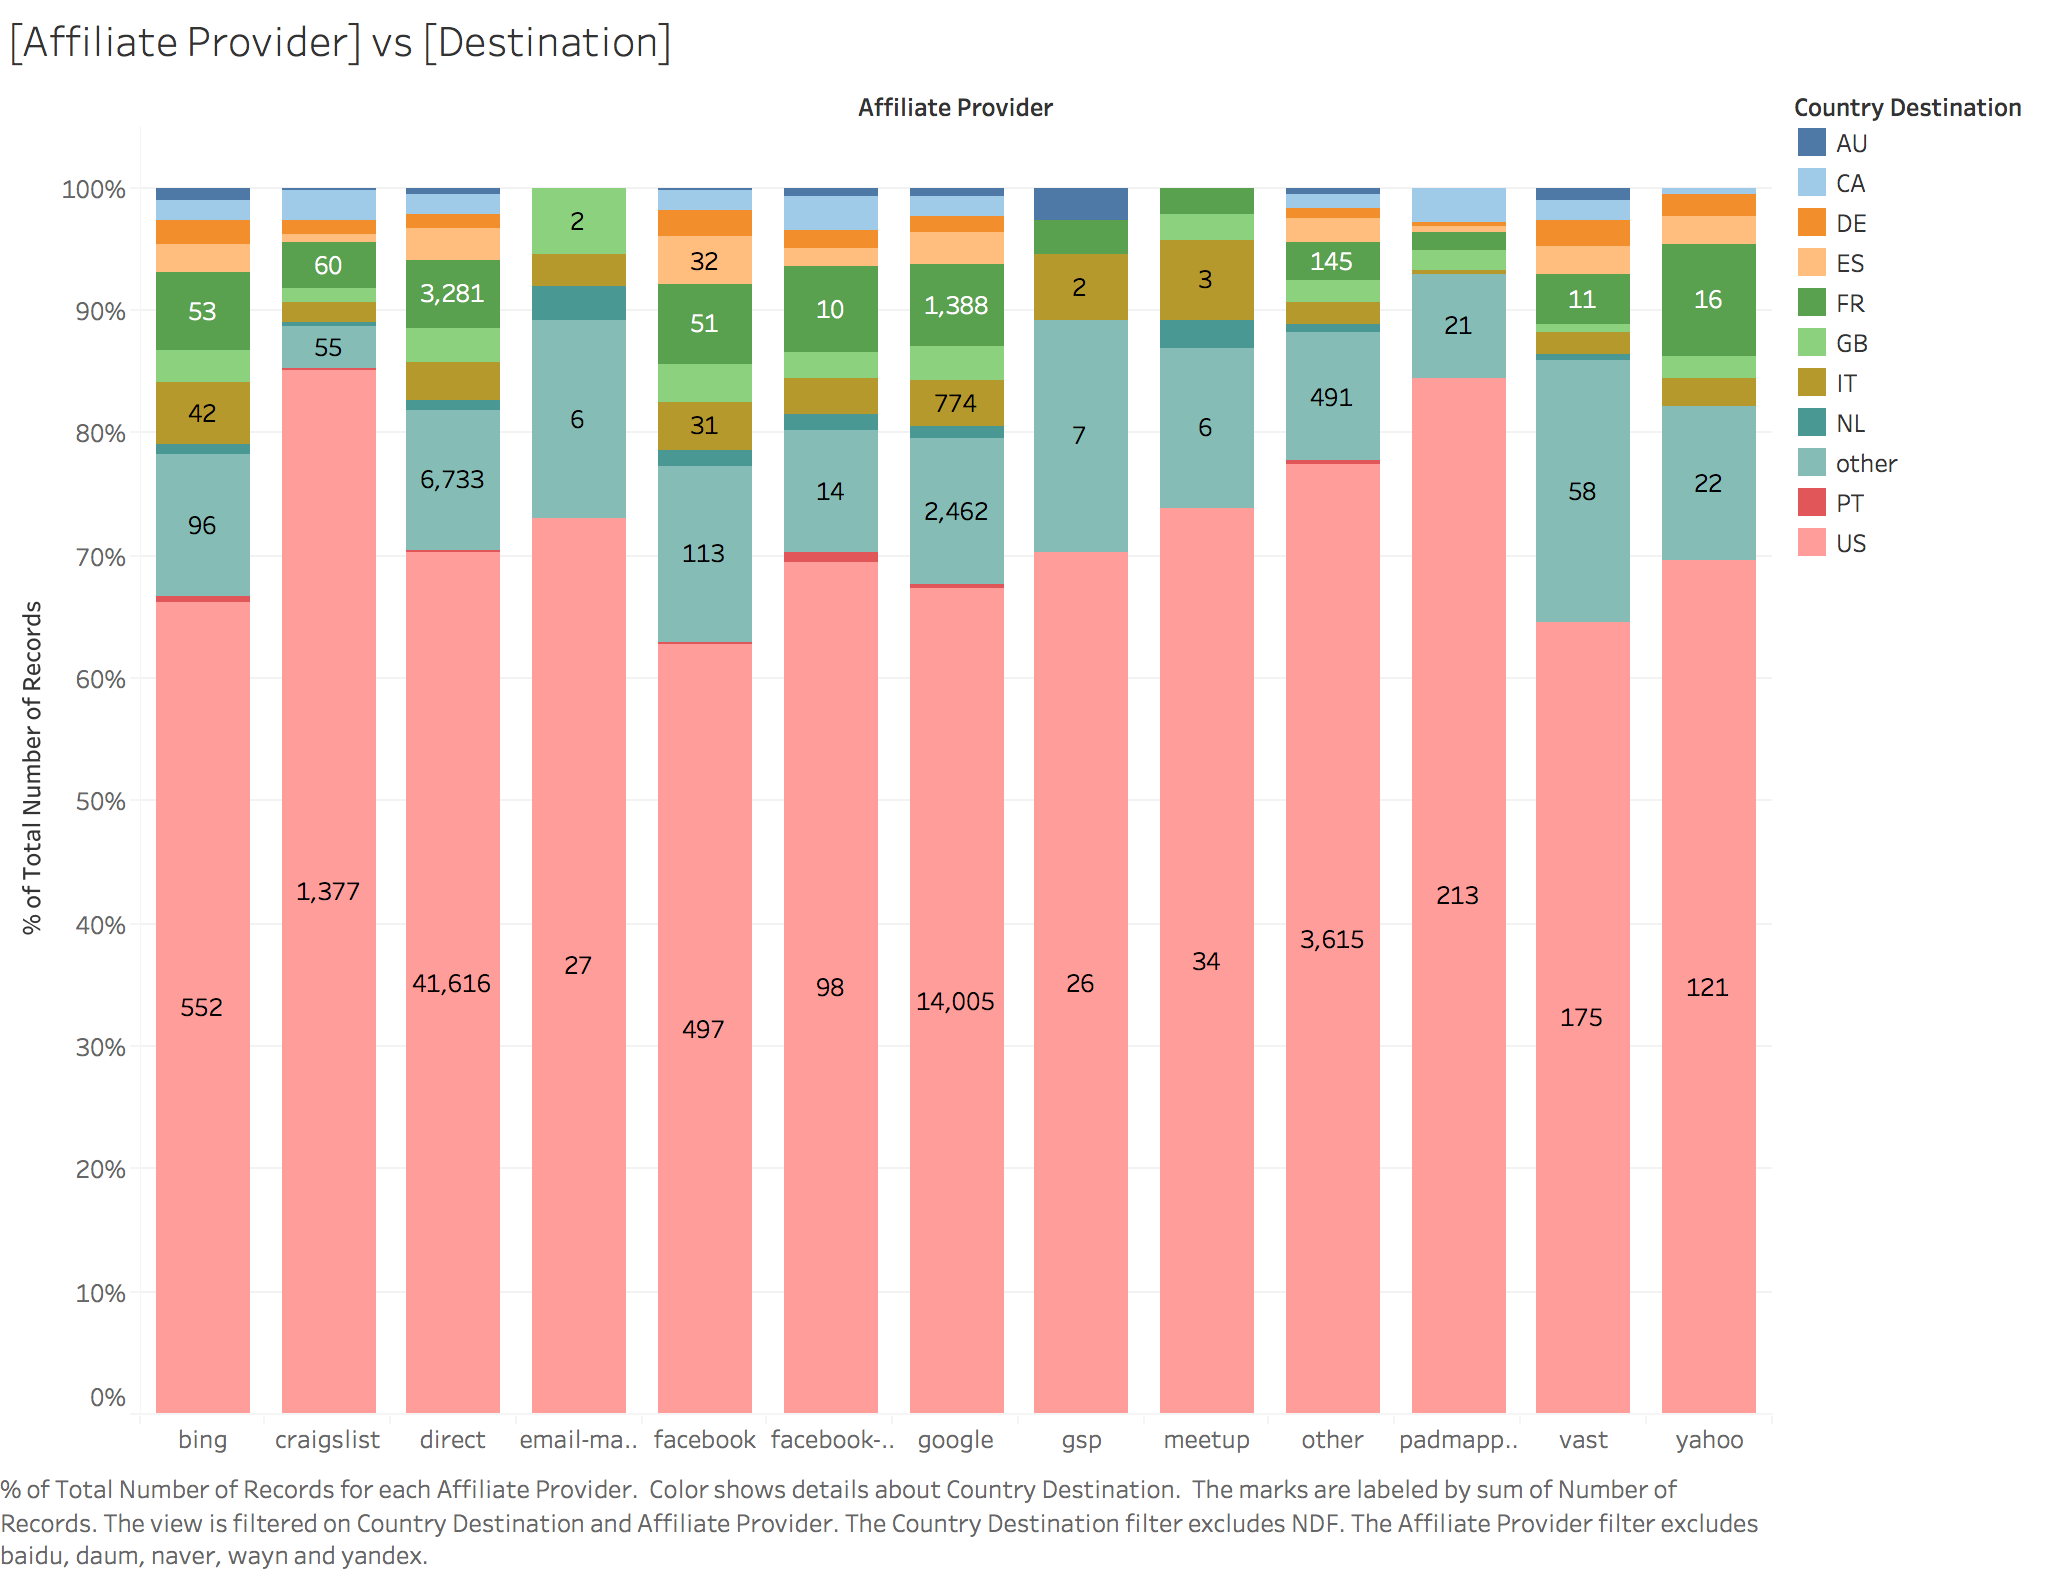 [Affiliate Provider] vs [Destination]
Affiliate Provider
Country Destination
AU
CA
DE
ES
FR
GB
IT
NL
other
PT
US
% of Total Number of Records
100%
90%
80%
70%
60%
50%
40%
30%
20%
10%
0%
53
42
96
552
60
55
1,377
3,281
6,733
41,616
2
6
27
32
51
31
113
497
10
14
98
1,388
774
2,462
14,005
2
7
26
3
6
34
145
491
3,615
21
213
11
58
175
16
22
121
bing craigslist direct email-ma.. facebook facebook-.. google gsp meetup other padmapp.. vast yahoo
% of Total Number of Records for each Affiliate Provider. Color shows details about Country Destination. The marks are labeled by sum of Number of
Records. The view is filtered on Country Destination and Affiliate Provider. The Country Destination filter excludes NDF. The Affiliate Provider filter excludes
baidu, daum, naver, wayn and yandex.